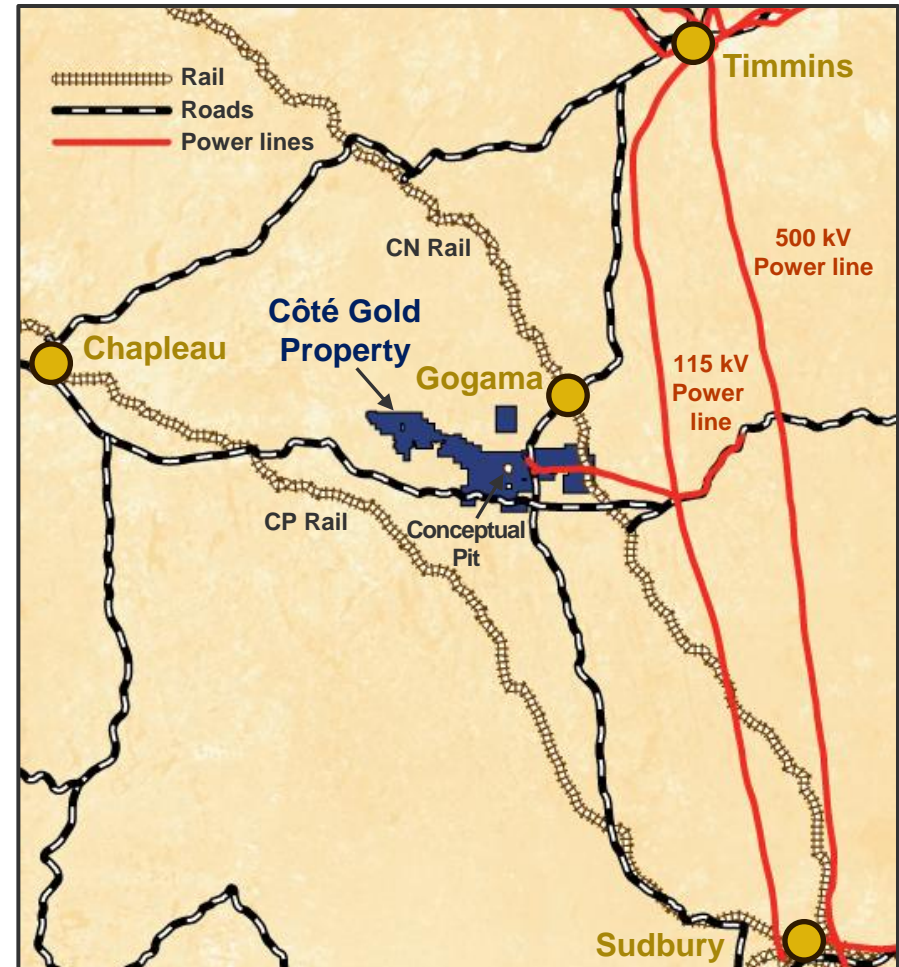 Rail
Roads
Power lines
Timmins
500 kV
Power line
CN Rail
Côté Gold
Property
Chapleau
Gogama
115 kV
Power
line
CP Rail
Conceptual
Pit
Sudbury